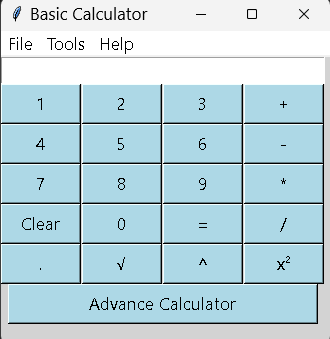 Basic Calculator
File Tools Help
1 2 3 +
4 5 6 -
7 8 9 *
Clear 0 = /
. √ ^ x²
Advance Calculator